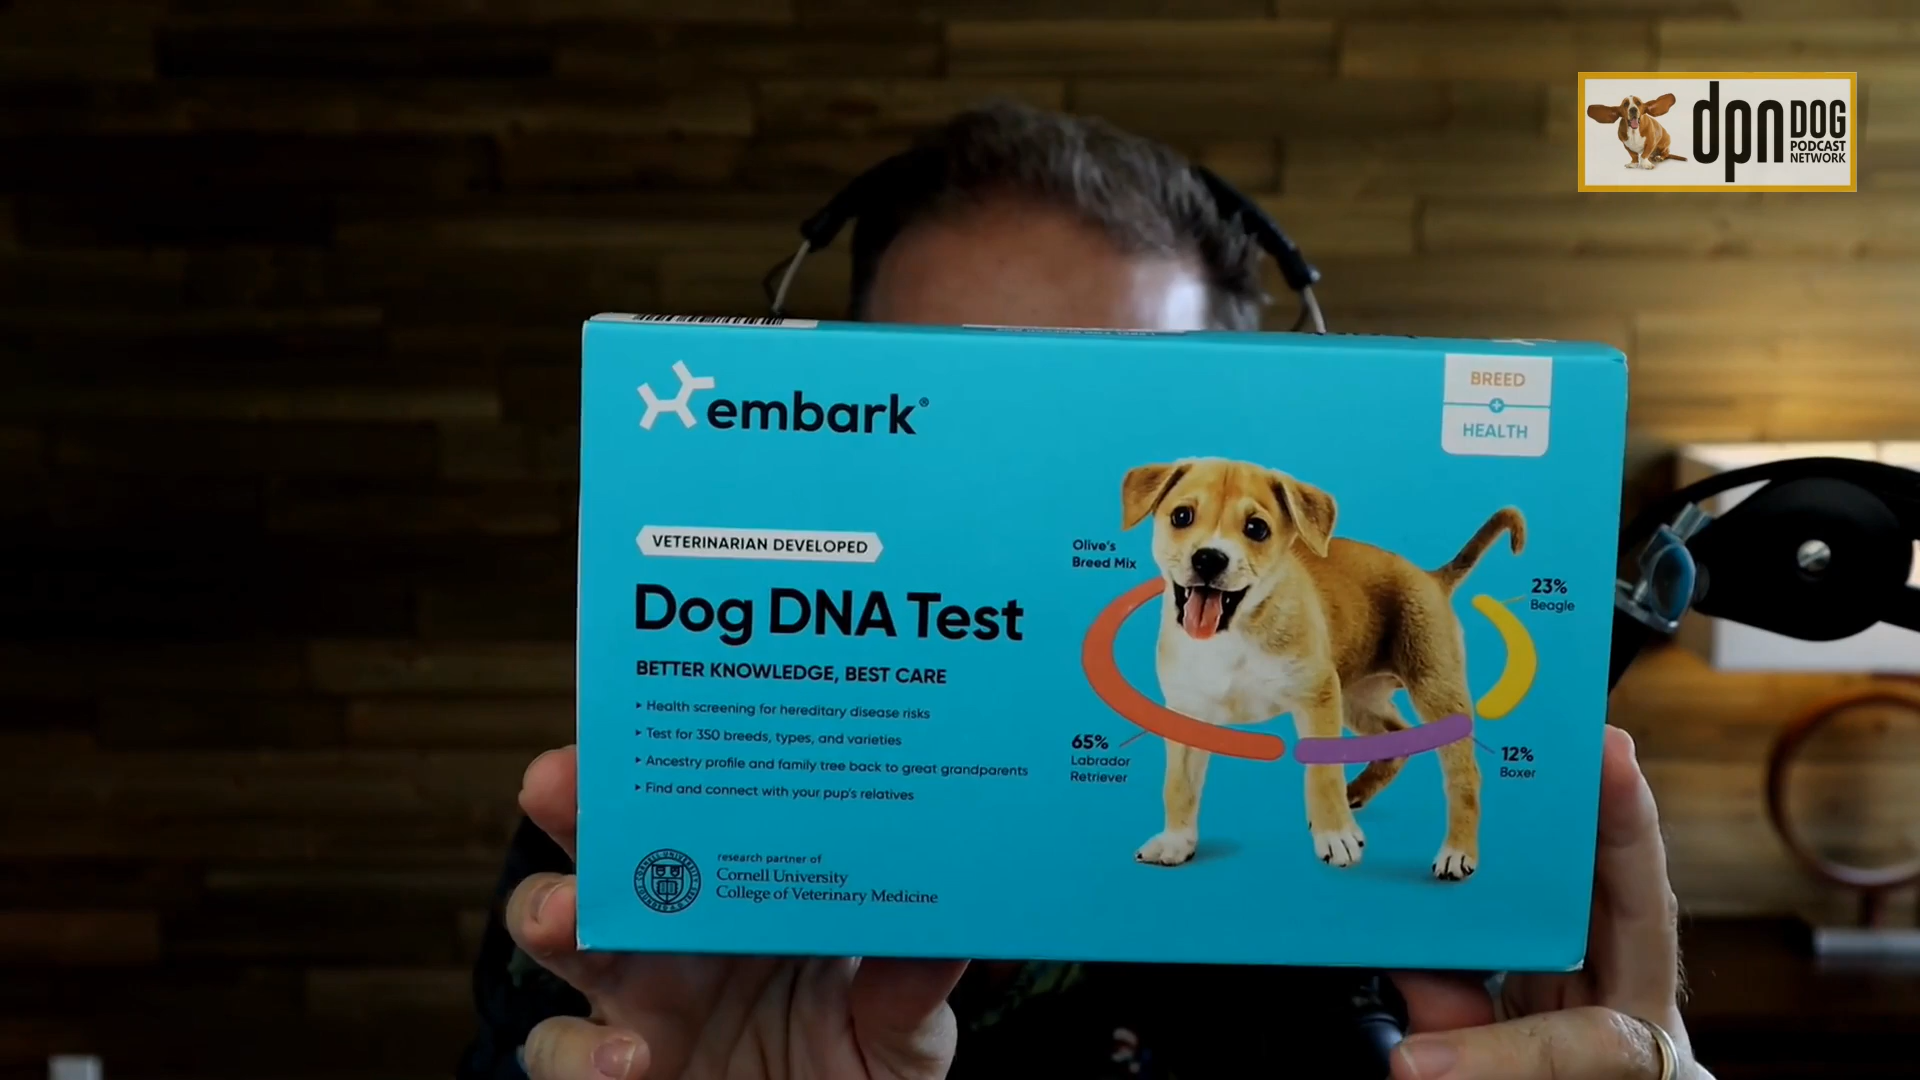 dpn DOG
PODCAST
NETWORK
embark®
BREED
HEALTH
VETERINARIAN DEVELOPED
Dog DNA Test
BETTER KNOWLEDGE, BEST CARE
Health screening for hereditary disease risks
Test for 350 breeds, types, and varieties
Ancestry profile and family tree back to great grandparents
Find and connect with your pup's relatives
research partner of
Cornell University
College of Veterinary Medicine
Olive's
Breed Mix
23%
Beagle
65%
Labrador
Retriever
12%
Boxer